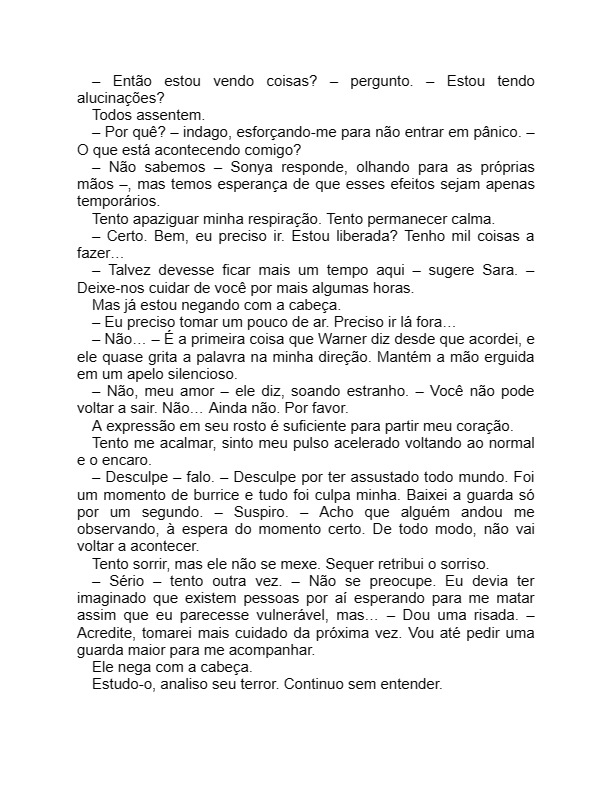 – Então estou vendo coisas? – pergunto. – Estou tendo
alucinações?
Todos assentem.
– Por quê? – indago, esforçando-me para não entrar em pânico. –
O que está acontecendo comigo?
– Não sabemos – Sonya responde, olhando para as próprias
mãos –, mas temos esperança de que esses efeitos sejam apenas
temporários.
Tento apaziguar minha respiração. Tento permanecer calma.
– Certo. Bem, eu preciso ir. Estou liberada? Tenho mil coisas a
fazer…
– Talvez devesse ficar mais um tempo aqui – sugere Sara. –
Deixe-nos cuidar de você por mais algumas horas.
Mas já estou negando com a cabeça.
– Eu preciso tomar um pouco de ar. Preciso ir lá fora…
– Não… – É a primeira coisa que Warner diz desde que acordei, e
ele quase grita a palavra na minha direção. Mantém a mão erguida
em um apelo silencioso.
– Não, meu amor – ele diz, soando estranho. – Você não pode
voltar a sair. Não… Ainda não. Por favor.
A expressão em seu rosto é suficiente para partir meu coração.
Tento me acalmar, sinto meu pulso acelerado voltando ao normal
e o encaro.
– Desculpe – falo. – Desculpe por ter assustado todo mundo. Foi
um momento de burrice e tudo foi culpa minha. Baixei a guarda só
por um segundo. – Suspiro. – Acho que alguém andou me
observando, à espera do momento certo. De todo modo, não vai
voltar a acontecer.
Tento sorrir, mas ele não se mexe. Sequer retribui o sorriso.
– Sério – tento outra vez. – Não se preocupe. Eu devia ter
imaginado que existem pessoas por aí esperando para me matar
assim que eu parecesse vulnerável, mas… – Dou uma risada. –
Acredite, tomarei mais cuidado da próxima vez. Vou até pedir uma
guarda maior para me acompanhar.
Ele nega com a cabeça.
Estudo-o, analiso seu terror. Continuo sem entender.